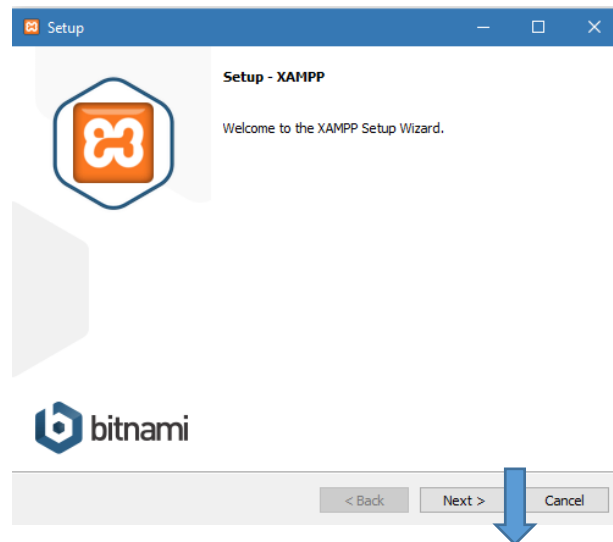 Setup
Setup - XAMPP
Welcome to the XAMPP Setup Wizard.
bitnami
< Back
Next >
Cancel